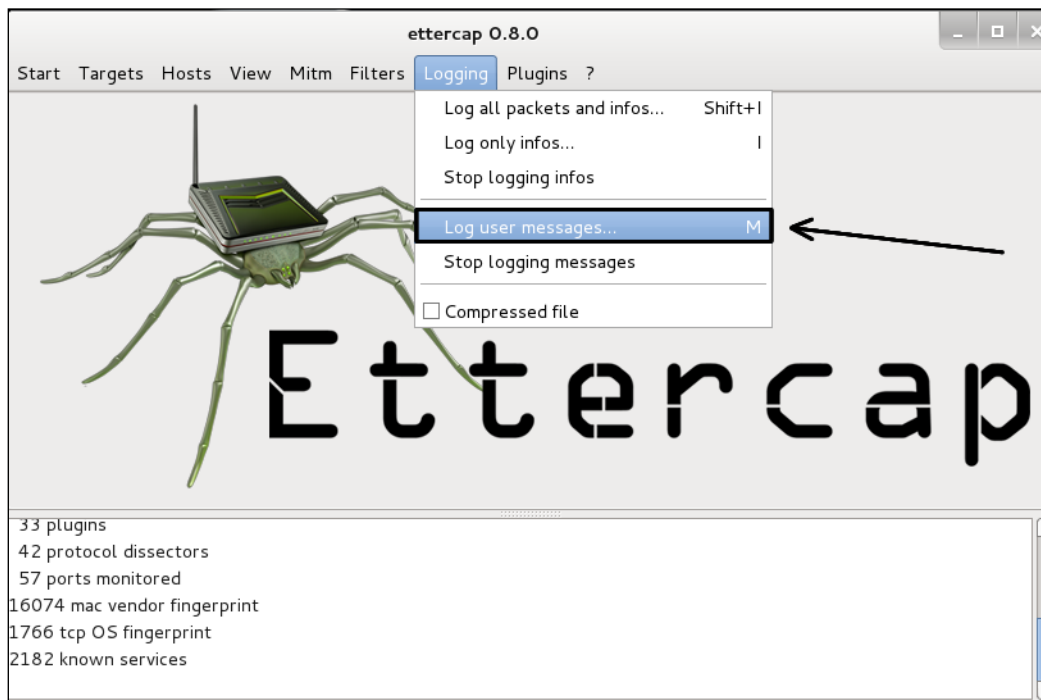 ettercap 0.8.0
Start Targets Hosts View Mitm Filters Logging Plugins ?
Log all packets and infos... Shift+I
Log only infos... I
Stop logging infos
Log user messages... M
Stop logging messages
Compressed file
Ettercap
33 plugins
42 protocol dissectors
57 ports monitored
16074 mac vendor fingerprint
1766 tcp OS fingerprint
2182 known services